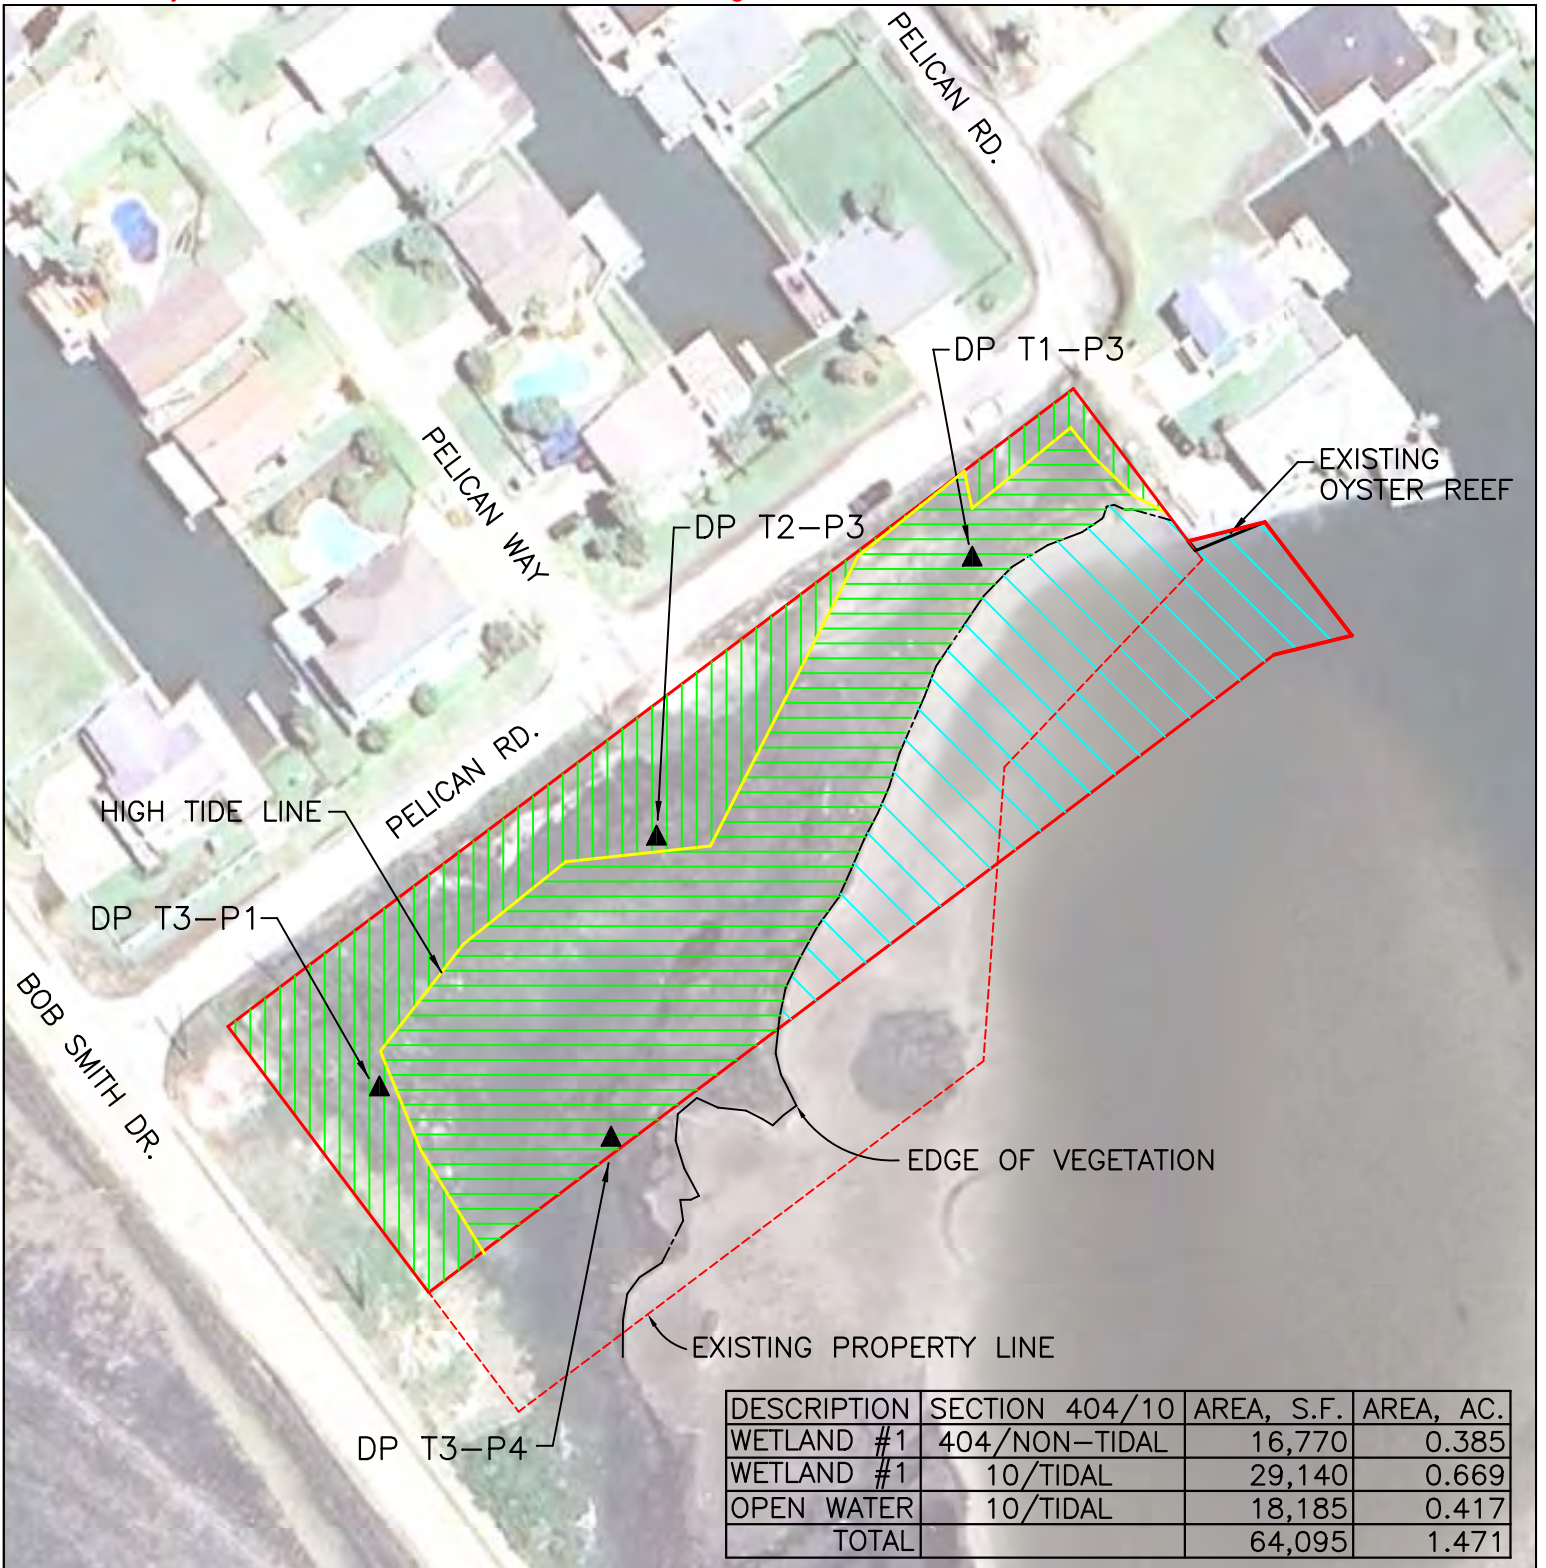 PELICAN RD.
DP T1-P3
PELICAN WAY
EXISTING
OYSTER REEF
DP T2-P3
PELICAN RD.
HIGH TIDE LINE
DP T3-P1
BOB SMITH DR.
EDGE OF VEGETATION
EXISTING PROPERTY LINE
DP T3-P4
DESCRIPTION SECTION 404/10 AREA, S.F. AREA, AC.
WETLAND #1 404/NON-TIDAL 16,770 0.385
WETLAND #1 10/TIDAL 29,140 0.669
OPEN WATER 10/TIDAL 18,185 0.417
TOTAL 64,095 1.471